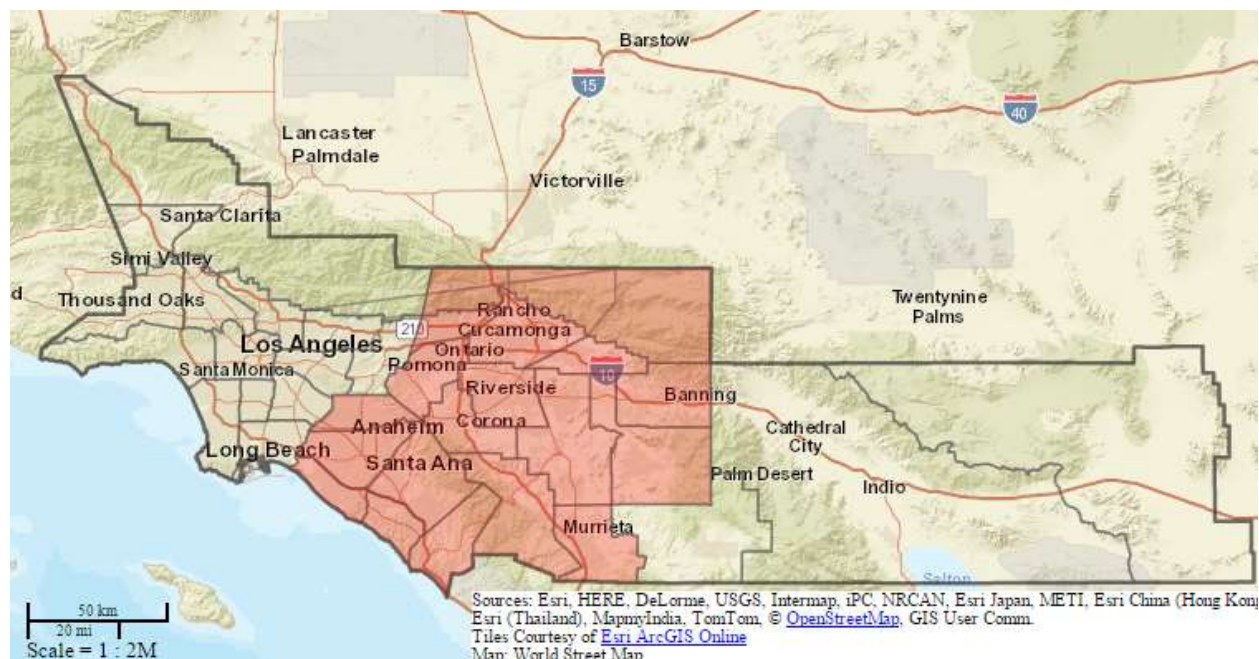 Barstow
15
40
Lancaster
Palmdale
Victorville
Santa Clarita
Simi Valley
d
Thousand Oaks
Twentynine
Palms
Rancho
Cucamonga
210
Los Angeles
Ontario
Pomona
Santa Monica
10
Riverside
Banning
Corona
Anaheim
Cathedral
City
Long Beach
Santa Ana
Palm Desert
Indio
Murrieta
Salton
50 km
20 mi
Scale = 1 : 2M
Sources: Esri, HERE, DeLorme, USGS, Intermap, iPC, NRCAN, Esri Japan, METI, Esri China (Hong Kong
Esri (Thailand), MapmyIndia, TomTom, © OpenStreetMap, GIS User Comm.
Tiles Courtesy of Esri ArcGIS Online
Map: World Street Map